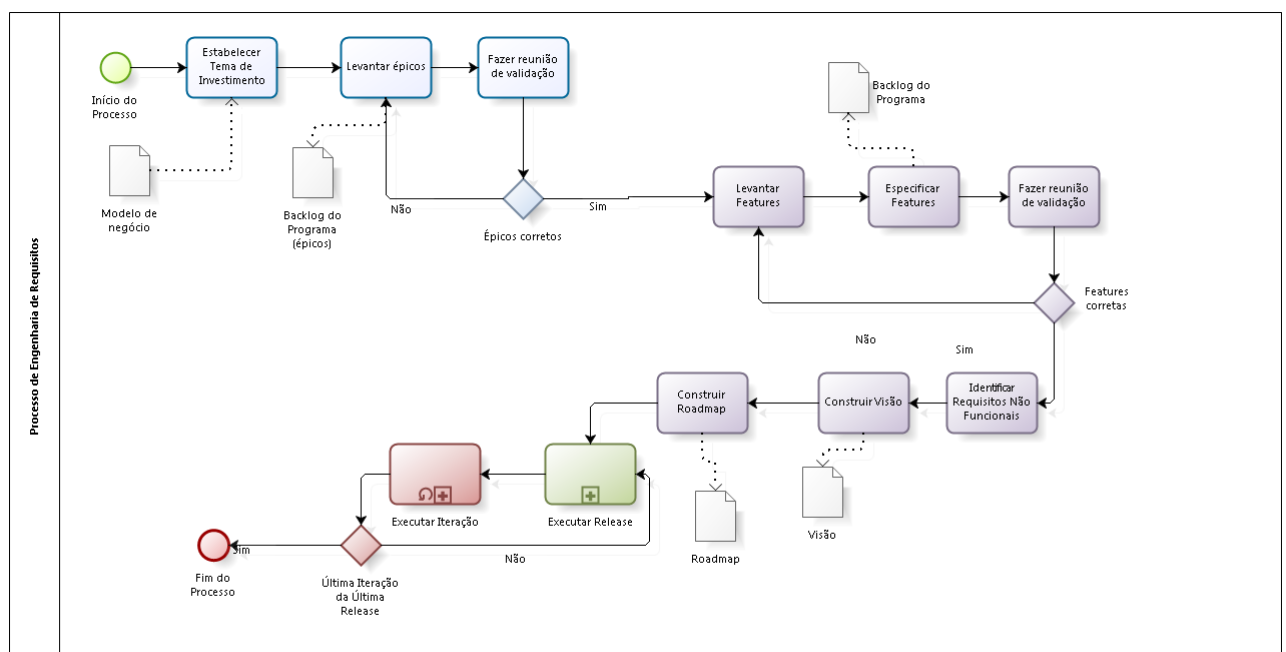 Processo de Engenharia de Requisitos
Início do
Processo
Estabelecer
Tema de
Investimento
Modelo de
negócio
Levantar épicos
Backlog do
Programa
(épicos)
Fazer reunião
de validação
Épicos corretos
Não
Sim
Levantar
Features
Especificar
Features
Backlog do
Programa
Fazer reunião
de validação
Features
corretas
Não
Sim
Identificar
Requisitos Não
Funcionais
Construir Visão
Visão
Construir
Roadmap
Roadmap
Executar Release
Executar Iteração
Última Iteração
da Última
Release
Não
Sim
Fim do
Processo